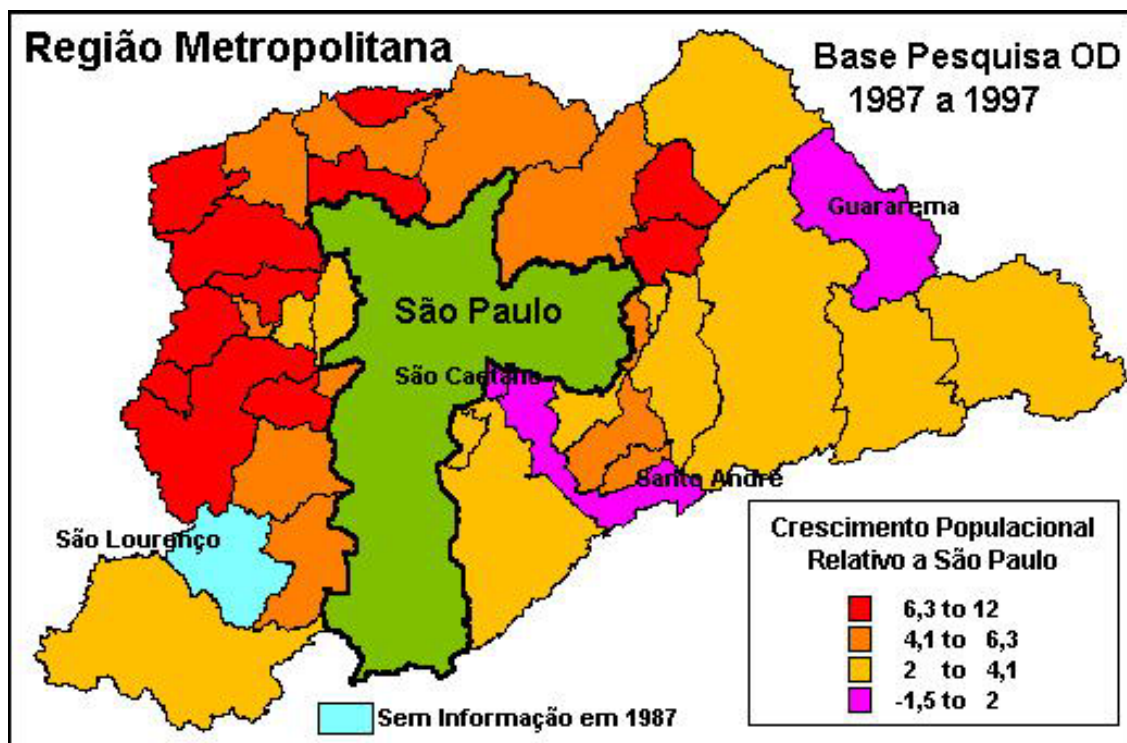 Região Metropolitana
Base Pesquisa OD
1987 a 1997
Guararema
São Paulo
São Caetano
Santo André
São Lourenço
Crescimento Populacional
Relativo a São Paulo
6,3 to 12
4,1 to 6,3
2 to 4,1
-1,5 to 2
Sem Informação em 1987